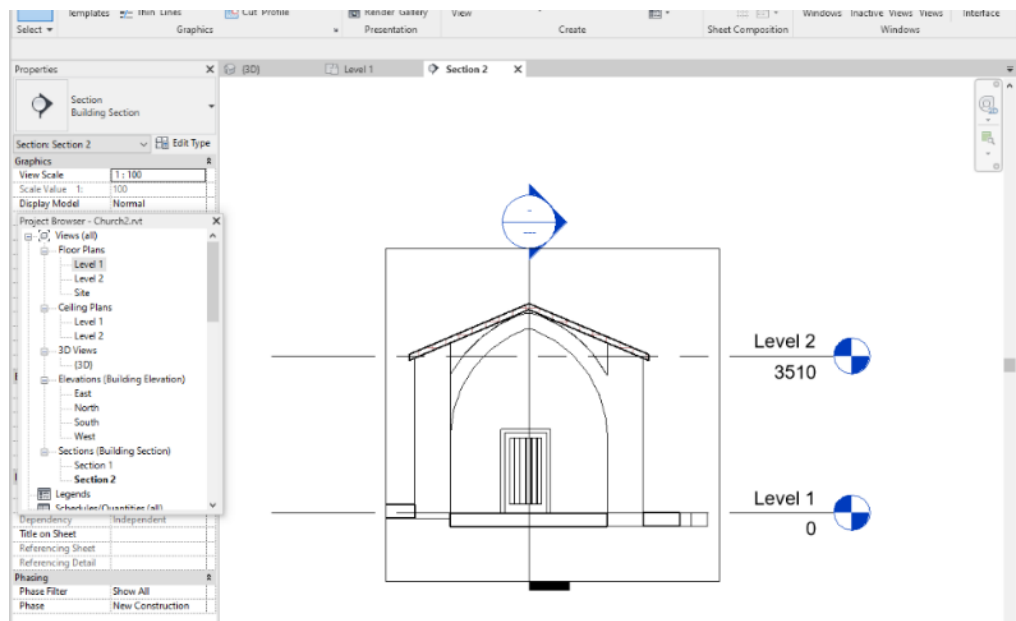 Templates Thin Lines Cut Profile Render Gallery View Windows Inactive Views Views Interface
Select Graphics Presentation Create Sheet Composition Windows
Properties
(3D) Level 1 Section 2
Section
Building Section
Section: Section 2 Edit Type
Graphics
View Scale 1 : 100
Scale Value 1: 100
Display Model Normal
Project Browser - Church2.rvt
Views (all)
Floor Plans
Level 1
Level 2
Site
Ceiling Plans
Level 1
Level 2
3D Views
{3D}
Elevations (Building Elevation)
East
North
South
West
Sections (Building Section)
Section 1
Section 2
Legends
Schedules/Quantities (all)
Dependency Independent
Title on Sheet
Referencing Sheet
Referencing Detail
Phasing
Phase Filter Show All
Phase New Construction
Level 2
3510
Level 1
0